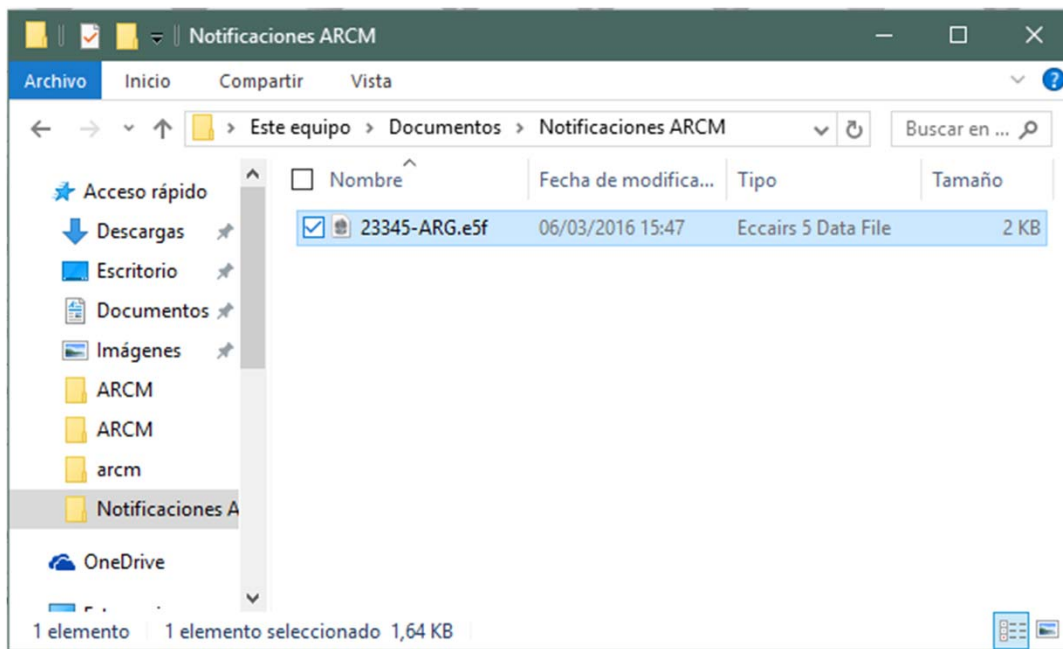 Notificaciones ARCM
Archivo Inicio Compartir Vista
Este equipo > Documentos > Notificaciones ARCM Buscar en ...
Acceso rápido
Descargas
Escritorio
Documentos
Imágenes
ARCM
ARCM
arcm
Notificaciones A
OneDrive
Nombre Fecha de modifica... Tipo Tamaño
23345-ARG.e5f 06/03/2016 15:47 Eccairs 5 Data File 2 KB
1 elemento 1 elemento seleccionado 1,64 KB